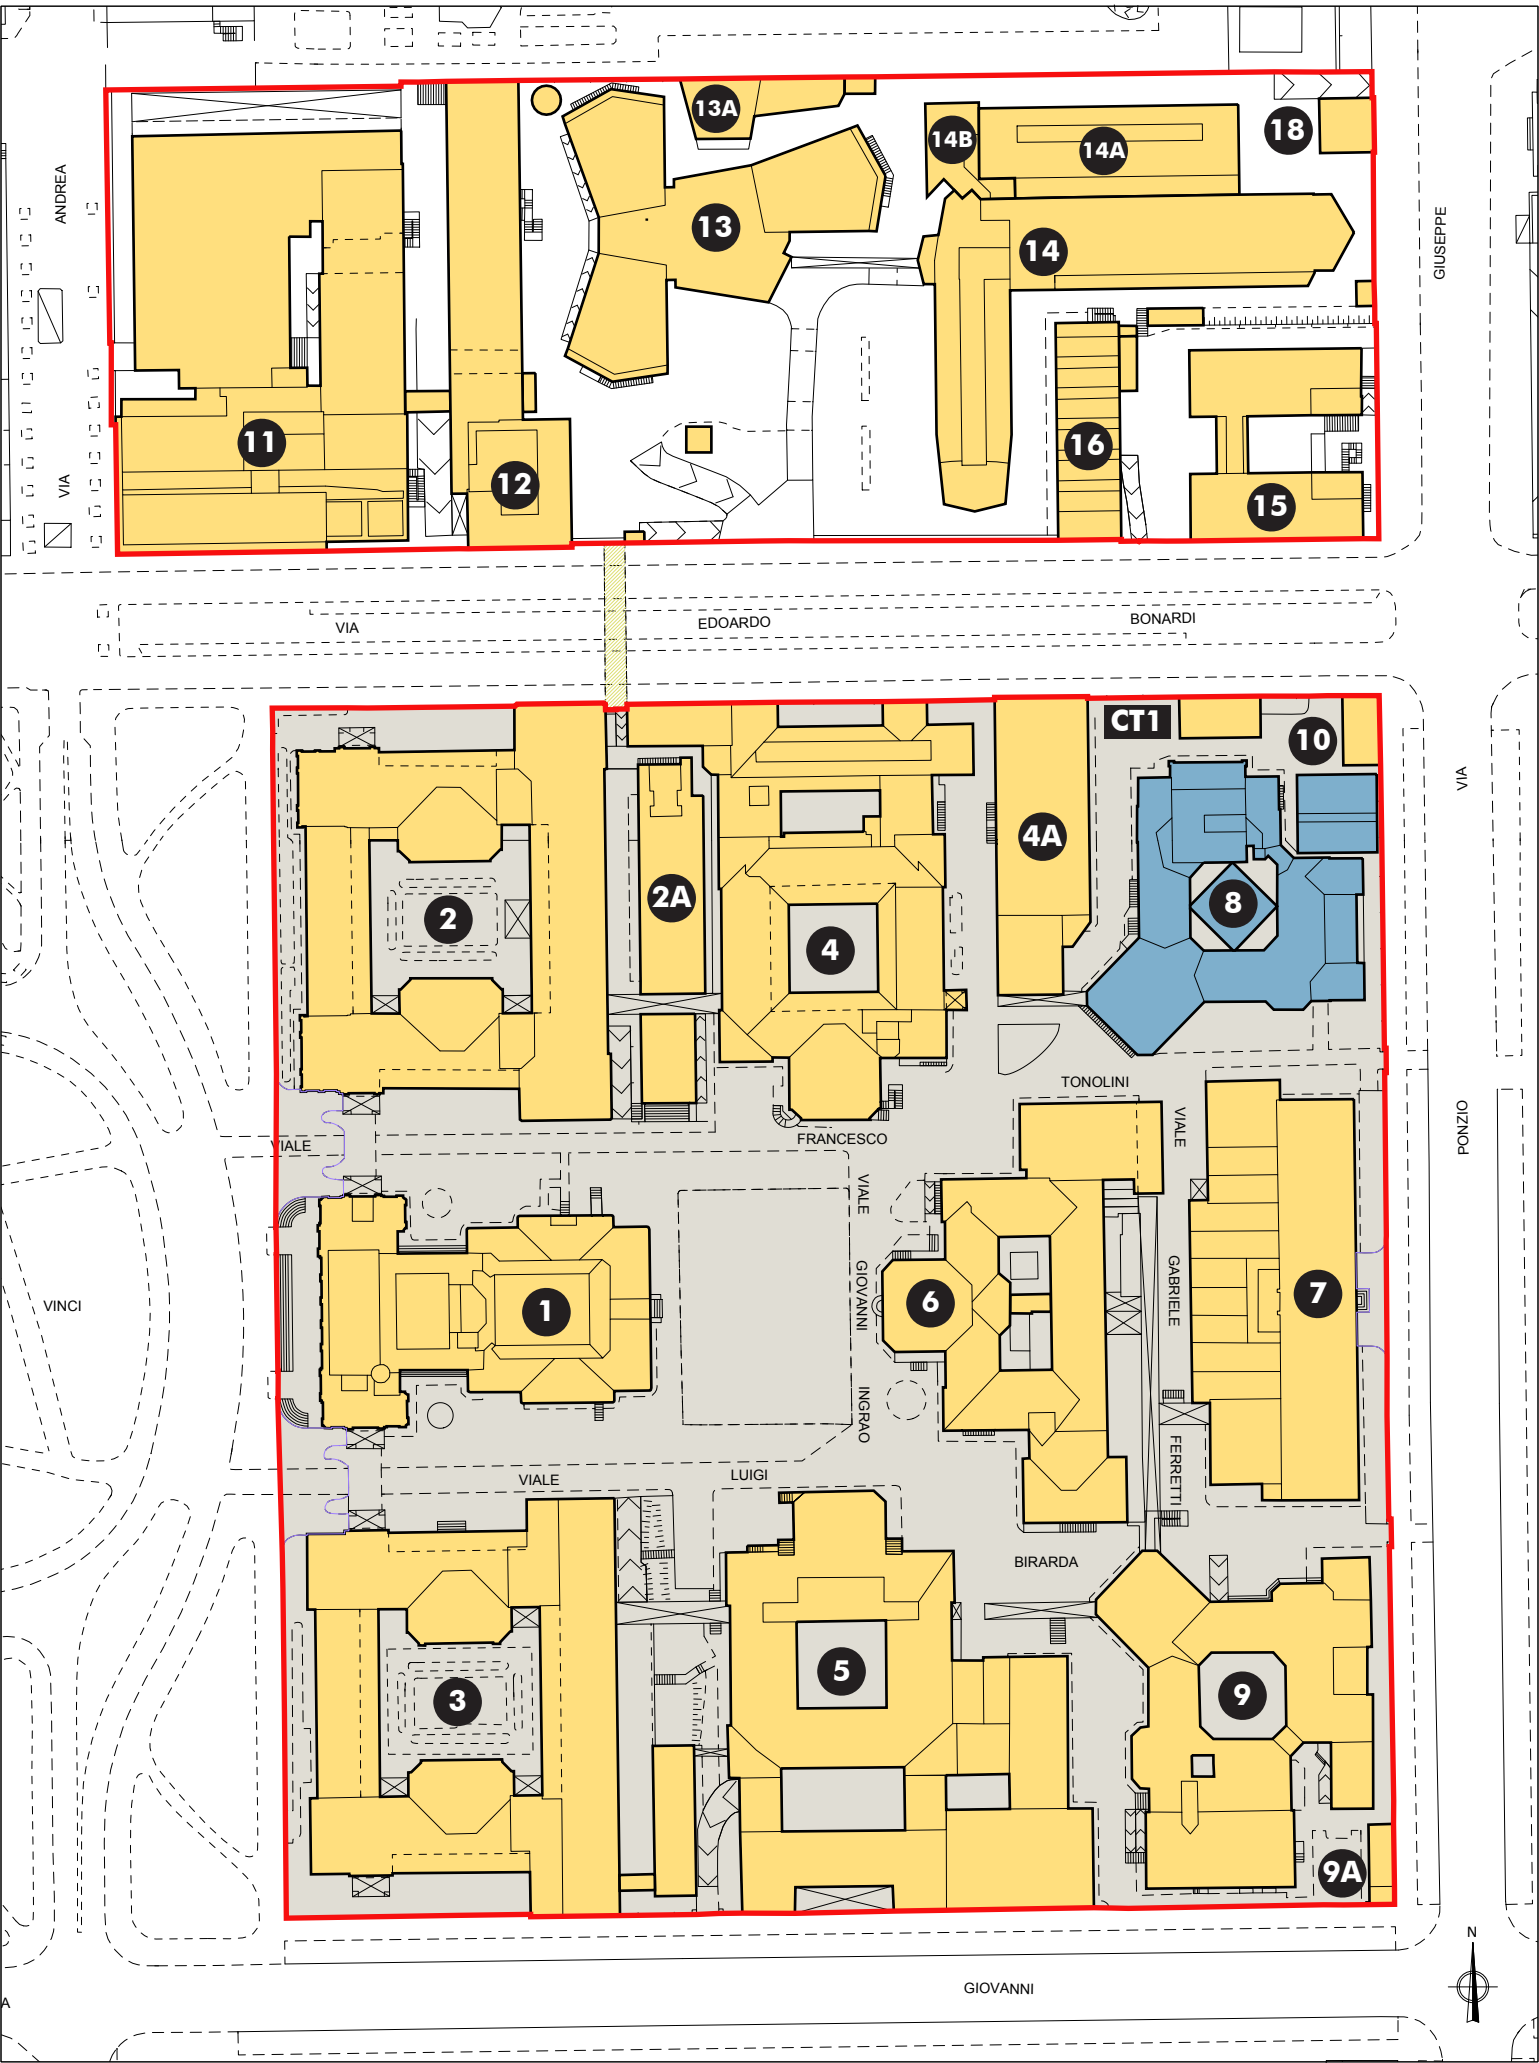 13A
14B
14A
18
ANDREA
13
GIUSEPPE
14
11
16
12
VIA
15
VIA
EDOARDO
BONARDI
CT1
10
VIA
4A
2A
8
2
4
TONOLINI
VIALE
PONZIO
FRANCESCO
VIALE
VIALE
GIOVANNI
GABRIELE
7
VINCI
1
6
INGRAO
FERRETTI
VIALE
LUIGI
BIRARDA
5
9
3
9A
N
GIOVANNI
A